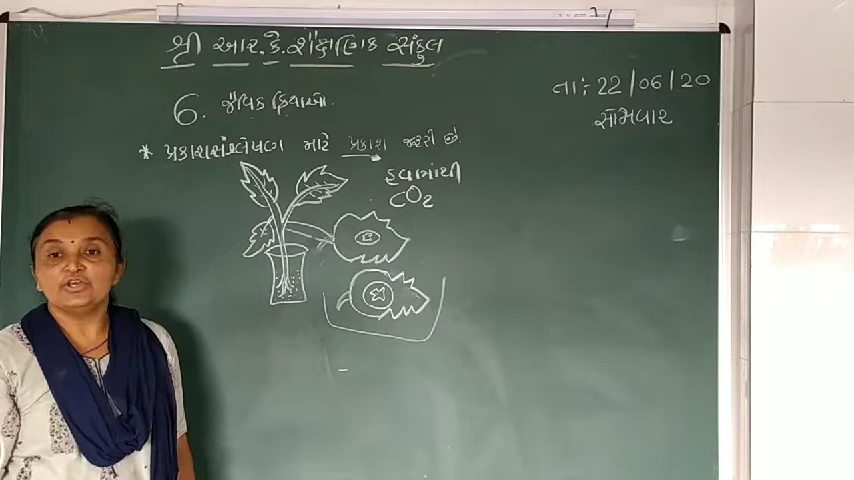 શ્રી આર.કે.શૈક્ષણિક સંકુલ
તાઃ 22/06/20
સોમવાર
6. જૈવિક ક્રિયાઓ.
* પ્રકાશસંશ્લેષણ માટે પ્રકાશ જરૂરી છે.
હવામાંથી
CO2